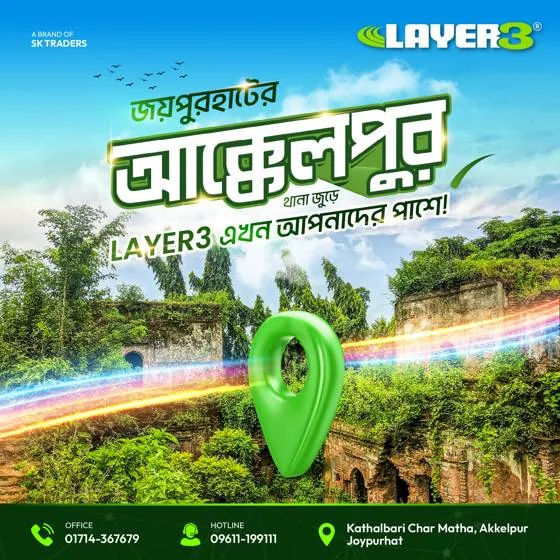 A BRAND OF
SK TRADERS
LAYER3®
জয়পুরহাটের
আক্কেলপুর
থানা জুড়ে
LAYER3 এখন আপনাদের পাশে!
OFFICE
01714-367679
HOTLINE
09611-199111
Kathalbari Char Matha, Akkelpur
Joypurhat